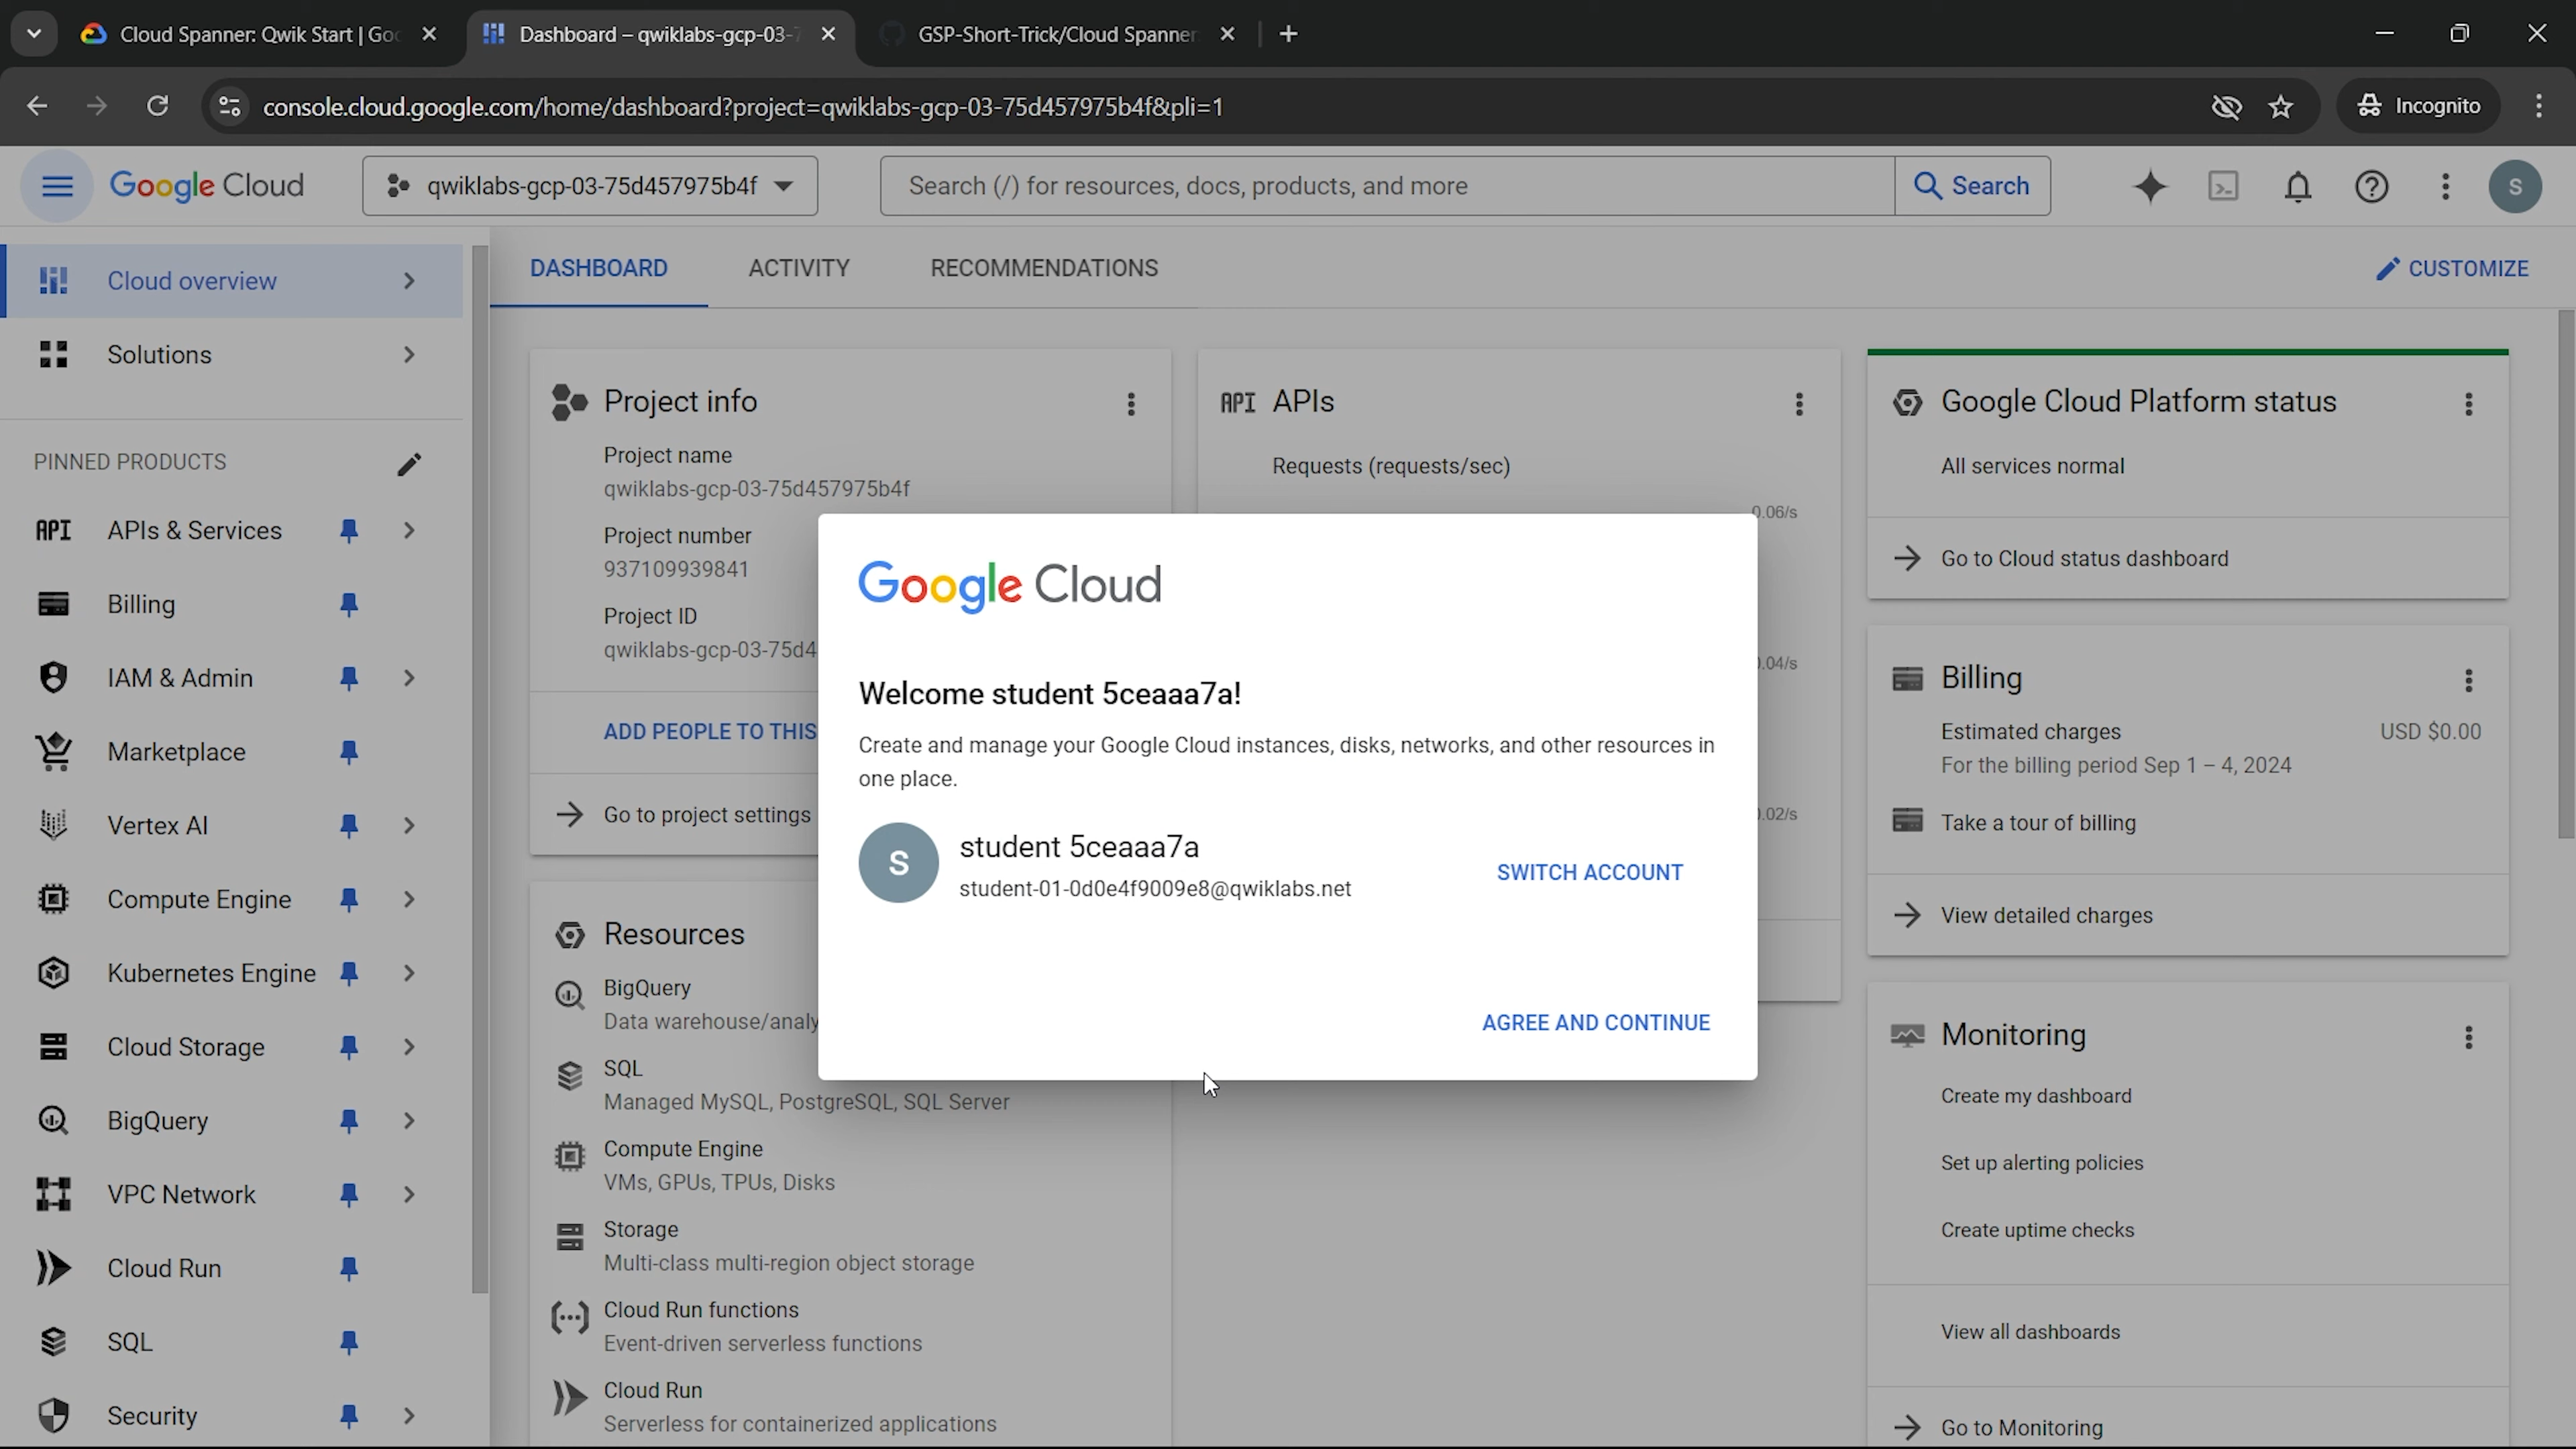 Cloud Spanner: Qwik Start | Goo
Dashboard – qwiklabs-gcp-03-7
GSP-Short-Trick/Cloud Spanner
console.cloud.google.com/home/dashboard?project=qwiklabs-gcp-03-75d457975b4f&pli=1
Incognito
Google Cloud
qwiklabs-gcp-03-75d457975b4f
Search (/) for resources, docs, products, and more
Search
S
Cloud overview
Solutions
PINNED PRODUCTS
API
APIs & Services
Billing
IAM & Admin
Marketplace
Vertex AI
Compute Engine
Kubernetes Engine
Cloud Storage
BigQuery
VPC Network
Cloud Run
SQL
Security
DASHBOARD
ACTIVITY
RECOMMENDATIONS
CUSTOMIZE
Project info
Project name
qwiklabs-gcp-03-75d457975b4f
Project number
937109939841
Project ID
qwiklabs-gcp-03-75d4
ADD PEOPLE TO THIS
Go to project settings
Resources
BigQuery
Data warehouse/analy
SQL
Managed MySQL, PostgreSQL, SQL Server
Compute Engine
VMs, GPUs, TPUs, Disks
Storage
Multi-class multi-region object storage
Cloud Run functions
Event-driven serverless functions
Cloud Run
Serverless for containerized applications
API APIs
Requests (requests/sec)
0.06/s
0.04/s
0.02/s
Google Cloud
Welcome student 5ceaaa7a!
Create and manage your Google Cloud instances, disks, networks, and other resources in
one place.
S
student 5ceaaa7a
student-01-0d0e4f9009e8@qwiklabs.net
SWITCH ACCOUNT
AGREE AND CONTINUE
Google Cloud Platform status
All services normal
Go to Cloud status dashboard
Billing
Estimated charges
USD $0.00
For the billing period Sep 1 – 4, 2024
Take a tour of billing
View detailed charges
Monitoring
Create my dashboard
Set up alerting policies
Create uptime checks
View all dashboards
Go to Monitoring